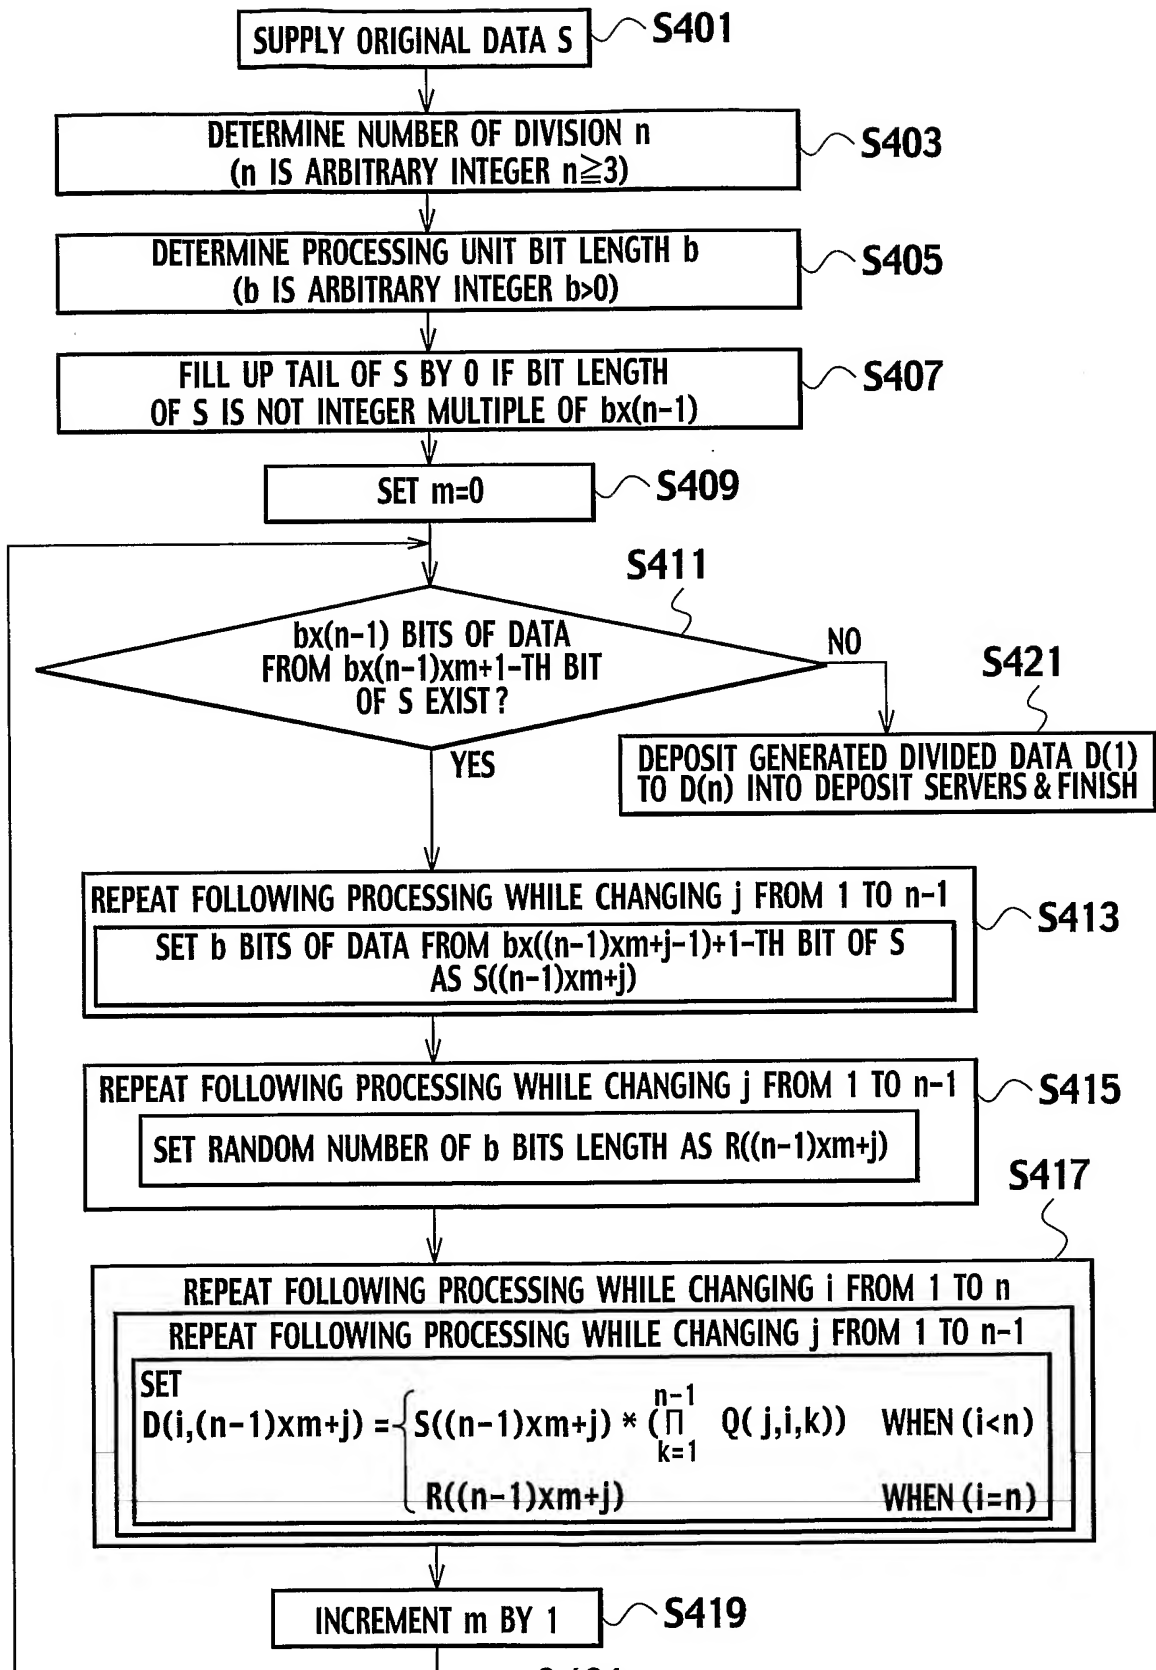 SUPPLY ORIGINAL DATA S
S401
DETERMINE NUMBER OF DIVISION n
(n IS ARBITRARY INTEGER n≧3)
S403
DETERMINE PROCESSING UNIT BIT LENGTH b
(b IS ARBITRARY INTEGER b>0)
S405
FILL UP TAIL OF S BY 0 IF BIT LENGTH
OF S IS NOT INTEGER MULTIPLE OF bx(n-1)
S407
SET m=0
S409
S411
bx(n-1) BITS OF DATA
FROM bx(n-1)xm+1-TH BIT
OF S EXIST?
NO
YES
S421
DEPOSIT GENERATED DIVIDED DATA D(1)
TO D(n) INTO DEPOSIT SERVERS & FINISH
REPEAT FOLLOWING PROCESSING WHILE CHANGING j FROM 1 TO n-1
S413
SET b BITS OF DATA FROM bx((n-1)xm+j-1)+1-TH BIT OF S
AS S((n-1)xm+j)
REPEAT FOLLOWING PROCESSING WHILE CHANGING j FROM 1 TO n-1
S415
SET RANDOM NUMBER OF b BITS LENGTH AS R((n-1)xm+j)
S417
REPEAT FOLLOWING PROCESSING WHILE CHANGING i FROM 1 TO n
REPEAT FOLLOWING PROCESSING WHILE CHANGING j FROM 1 TO n-1
SET
n-1
D(i,(n-1)xm+j) = { S((n-1)xm+j) * (Π Q(j,i,k)) WHEN (i<n)
k=1
R((n-1)xm+j) WHEN (i=n)
INCREMENT m BY 1
S419